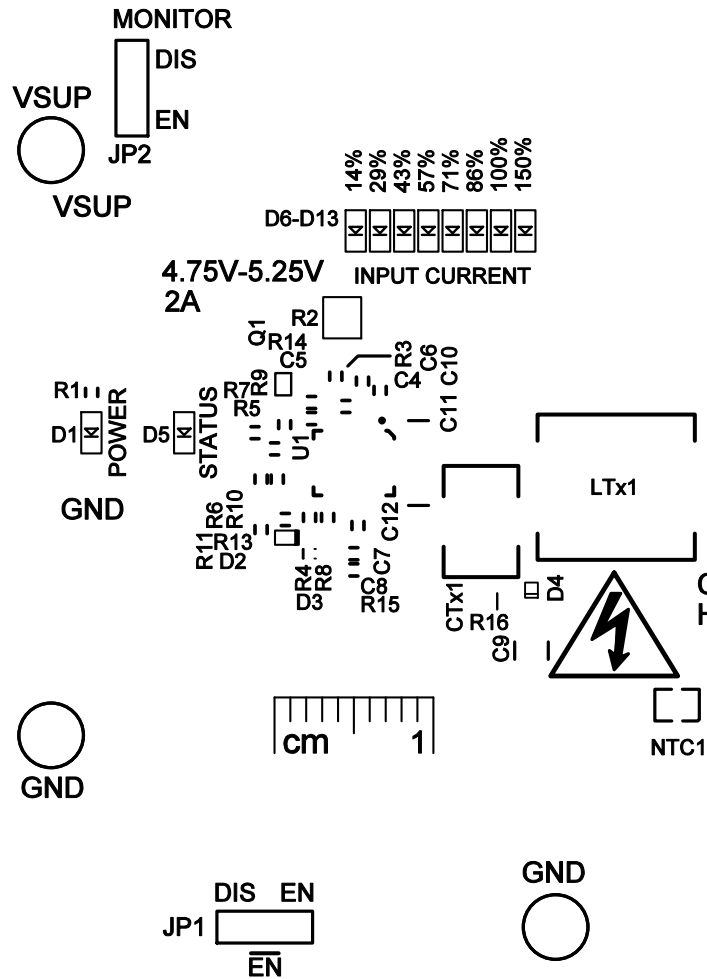 MONITOR
DIS
VSUP
EN
JP2
VSUP
14%
29%
43%
57%
71%
86%
100%
150%
D6-D13
INPUT CURRENT
4.75V-5.25V
2A
R2
Q1
R14
C5
R3
C6
C10
C4
R1
R7
R9
R5
C11
D1
POWER
D5
STATUS
U1
LTx1
GND
R6
R10
C12
R11
R13
D2
R4
R8
D3
C7
C8
R15
CTx1
D4
R16
C9
NTC1
cm 1
GND
GND
DIS EN
JP1
EN